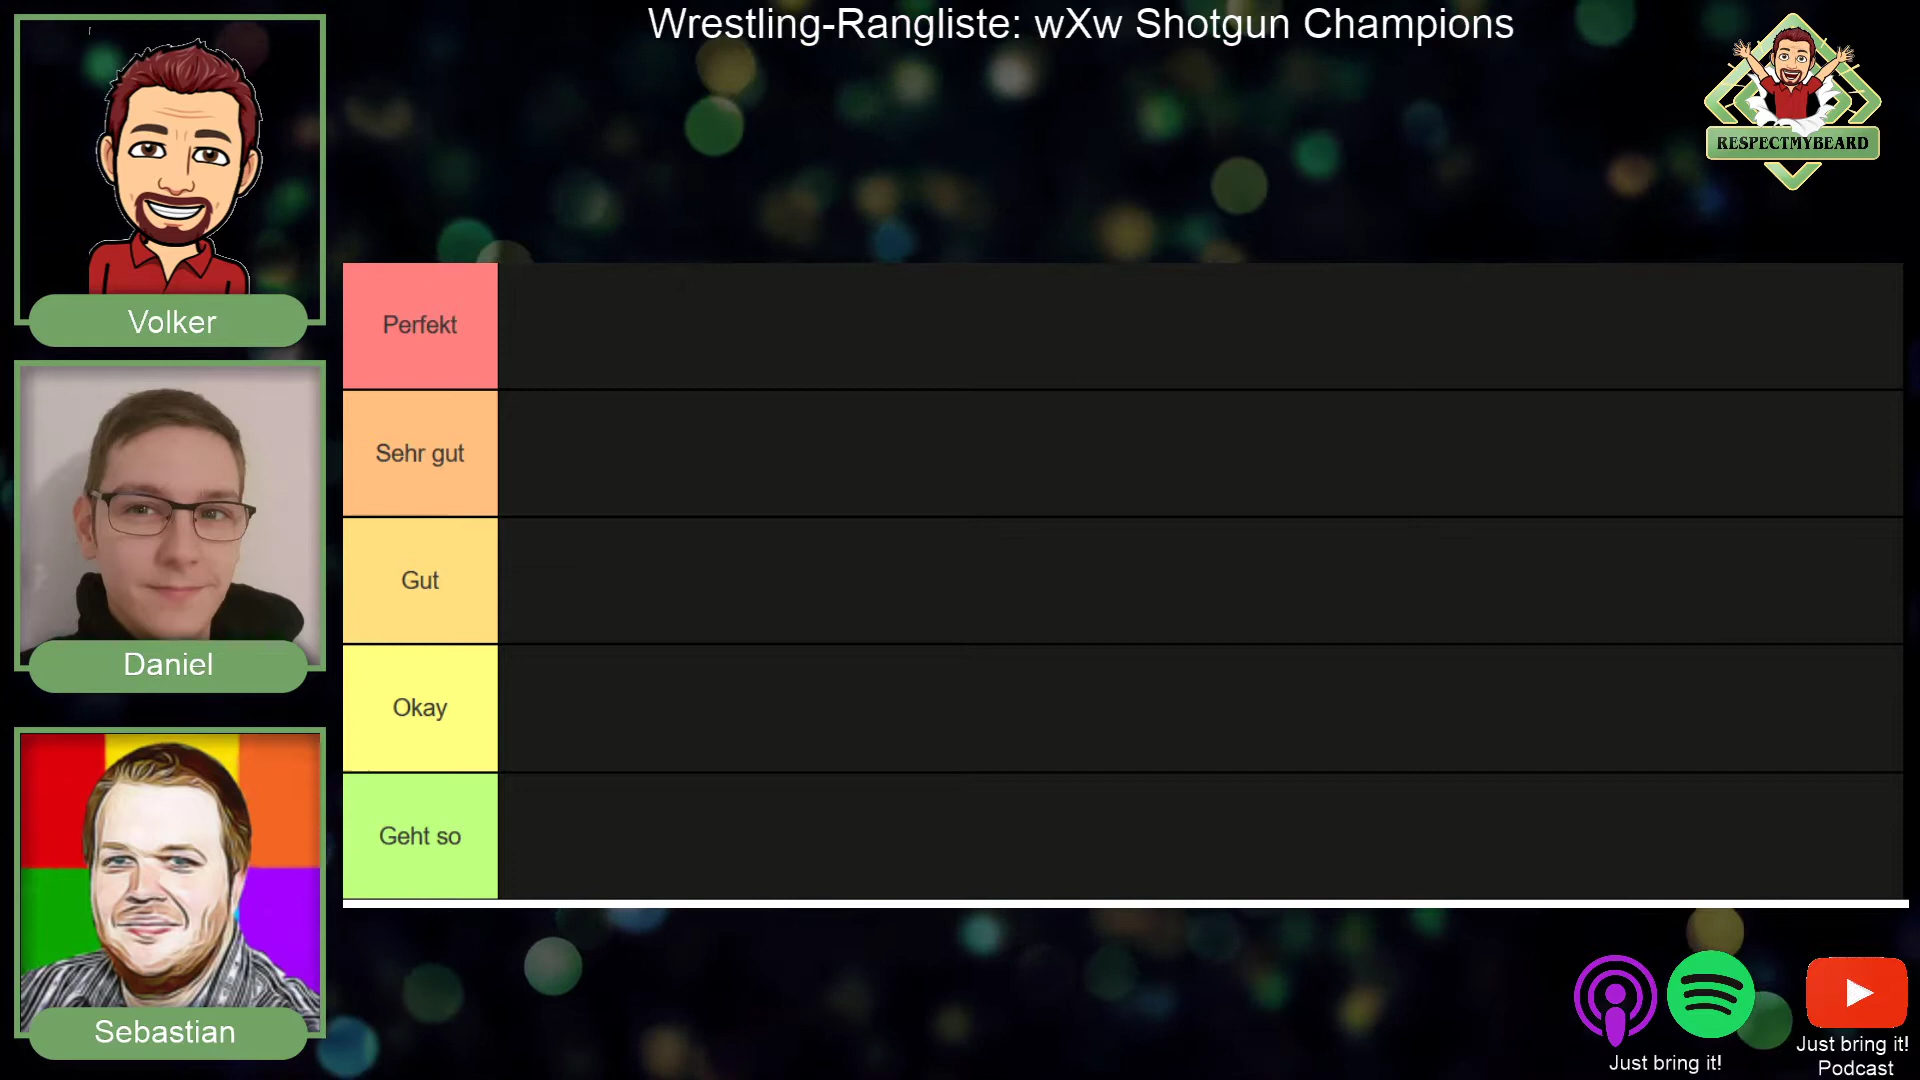 Wrestling-Rangliste: wXw Shotgun Champions
RESPECTMYBEARD
Volker
Daniel
Sebastian
Perfekt
Sehr gut
Gut
Okay
Geht so
Just bring it!
Just bring it!
Podcast